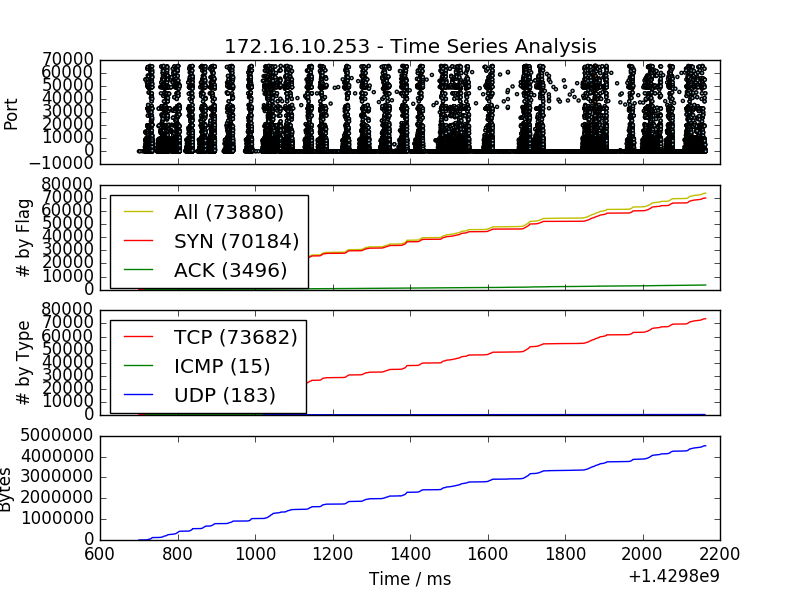 172.16.10.253 - Time Series Analysis
70000
60000
50000
40000
30000
20000
10000
0
−10000
Port
80000
70000
60000
50000
40000
30000
20000
10000
0
# by Flag
All (73880)
SYN (70184)
ACK (3496)
80000
70000
60000
50000
40000
30000
20000
10000
0
# by Type
TCP (73682)
ICMP (15)
UDP (183)
5000000
4000000
3000000
2000000
1000000
0
Bytes
600 800 1000 1200 1400 1600 1800 2000 2200
Time / ms
+1.4298e9